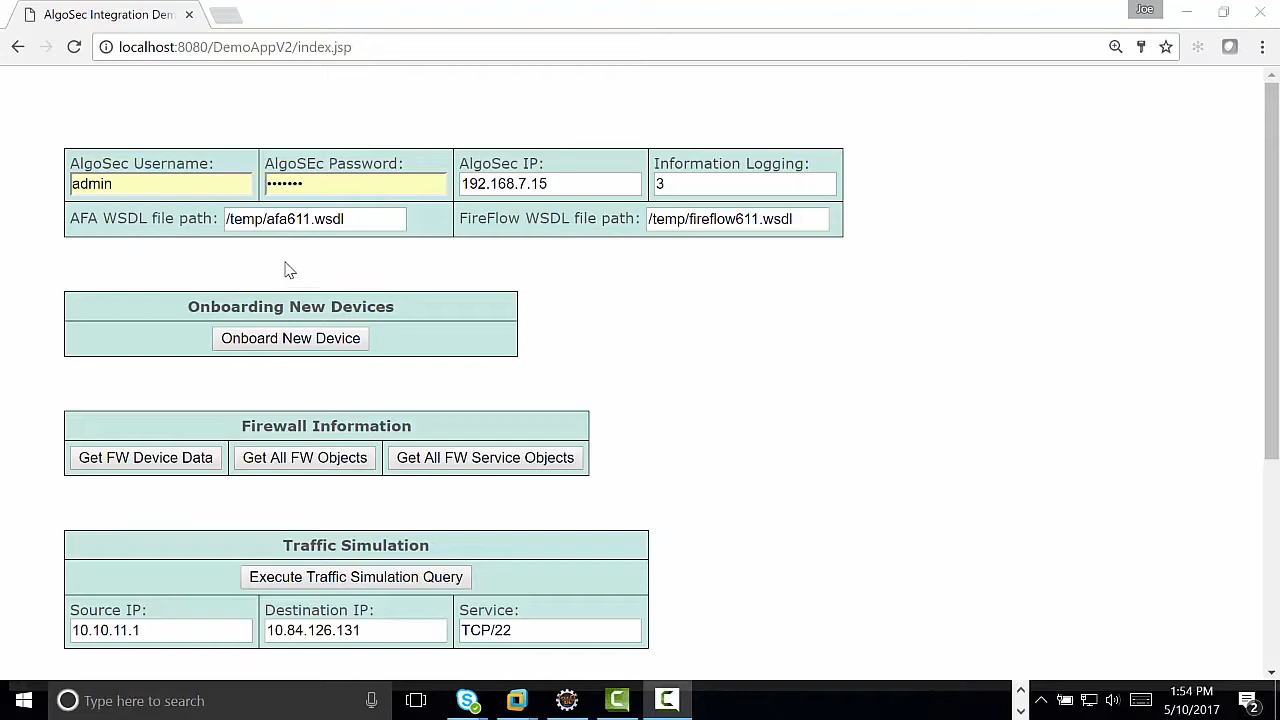 AlgoSec Integration Dem
Joe
localhost:8080/DemoAppV2/index.jsp
AlgoSec Username: AlgoSEc Password: AlgoSec IP: Information Logging:
admin ••••••• 192.168.7.15 3
AFA WSDL file path: /temp/afa611.wsdl FireFlow WSDL file path: /temp/fireflow611.wsdl
Onboarding New Devices
Onboard New Device
Firewall Information
Get FW Device Data Get All FW Objects Get All FW Service Objects
Traffic Simulation
Execute Traffic Simulation Query
Source IP: Destination IP: Service:
10.10.11.1 10.84.126.131 TCP/22
Type here to search
1:54 PM
5/10/2017
2